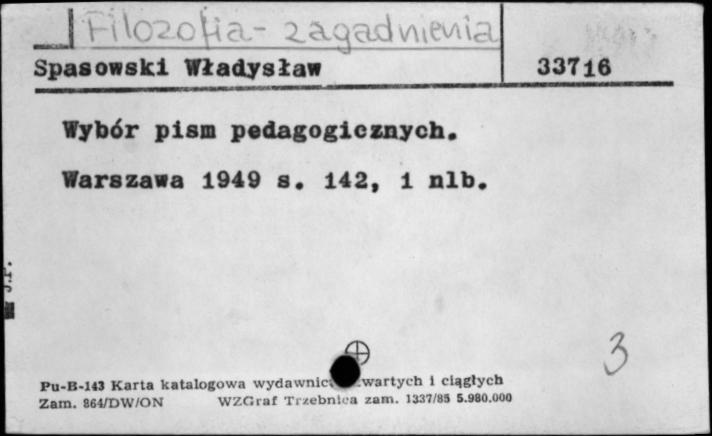 Filozofia - zagadnienia
Spasowski Władysław 33716
Wybór pism pedagogicznych.
Warszawa 1949 s. 142, 1 nlb.
J.F.
3
Pu-B-143 Karta katalogowa wydawnic wartych i ciągłych
Zam. 864/DW/ON WZGraf Trzebnica zam. 1337/85 5.980.000